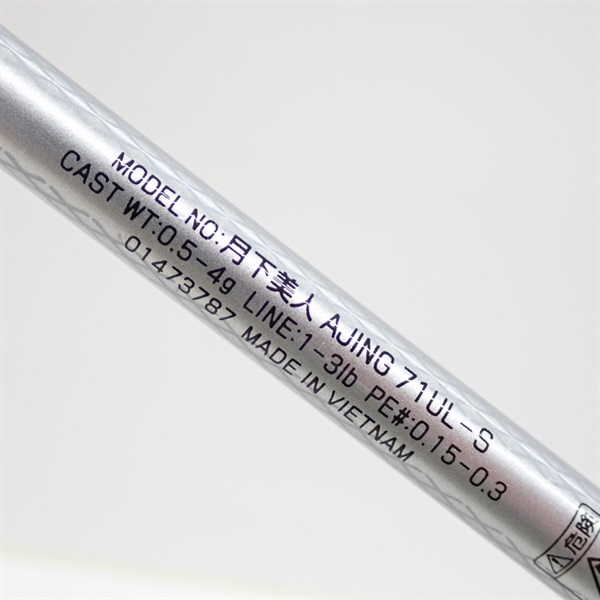 MODEL NO:月下美人 AJING 71UL-S
CAST WT:0.5-4g LINE:1-3lb PE#:0.15-0.3
01473787 MADE IN VIETNAM
危険